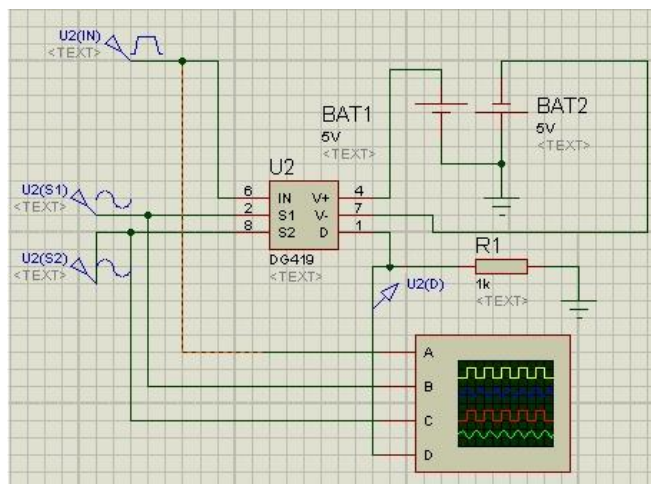 U2(IN)
<TEXT>
BAT1
5V
<TEXT>
BAT2
5V
<TEXT>
U2
6 IN V+ 4
2 S1 V- 7
8 S2 D 1
DG419
<TEXT>
U2(S1)
<TEXT>
U2(S2)
<TEXT>
R1
1k
<TEXT>
U2(D)
A
B
C
D